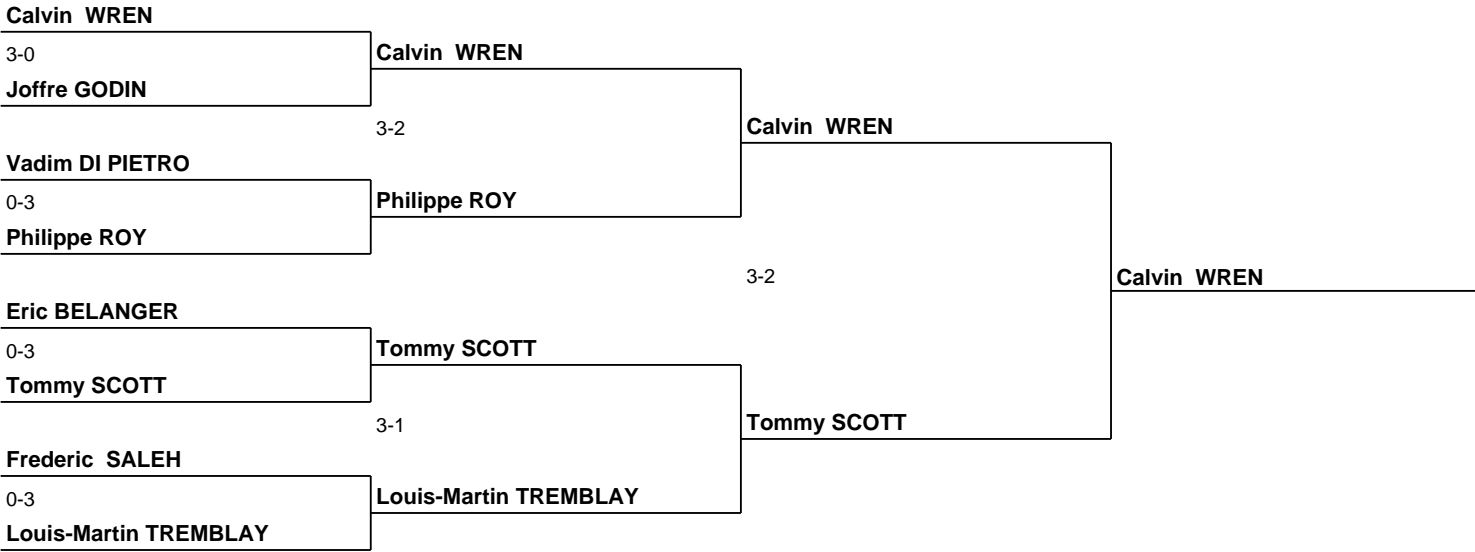 Calvin  WREN
3-0
Calvin  WREN
Joffre GODIN
3-2
Calvin  WREN
Vadim DI PIETRO
0-3
Philippe ROY
Philippe ROY
3-2
Calvin  WREN
Eric BELANGER
0-3
Tommy SCOTT
Tommy SCOTT
3-1
Tommy SCOTT
Frederic  SALEH
0-3
Louis-Martin TREMBLAY
Louis-Martin TREMBLAY